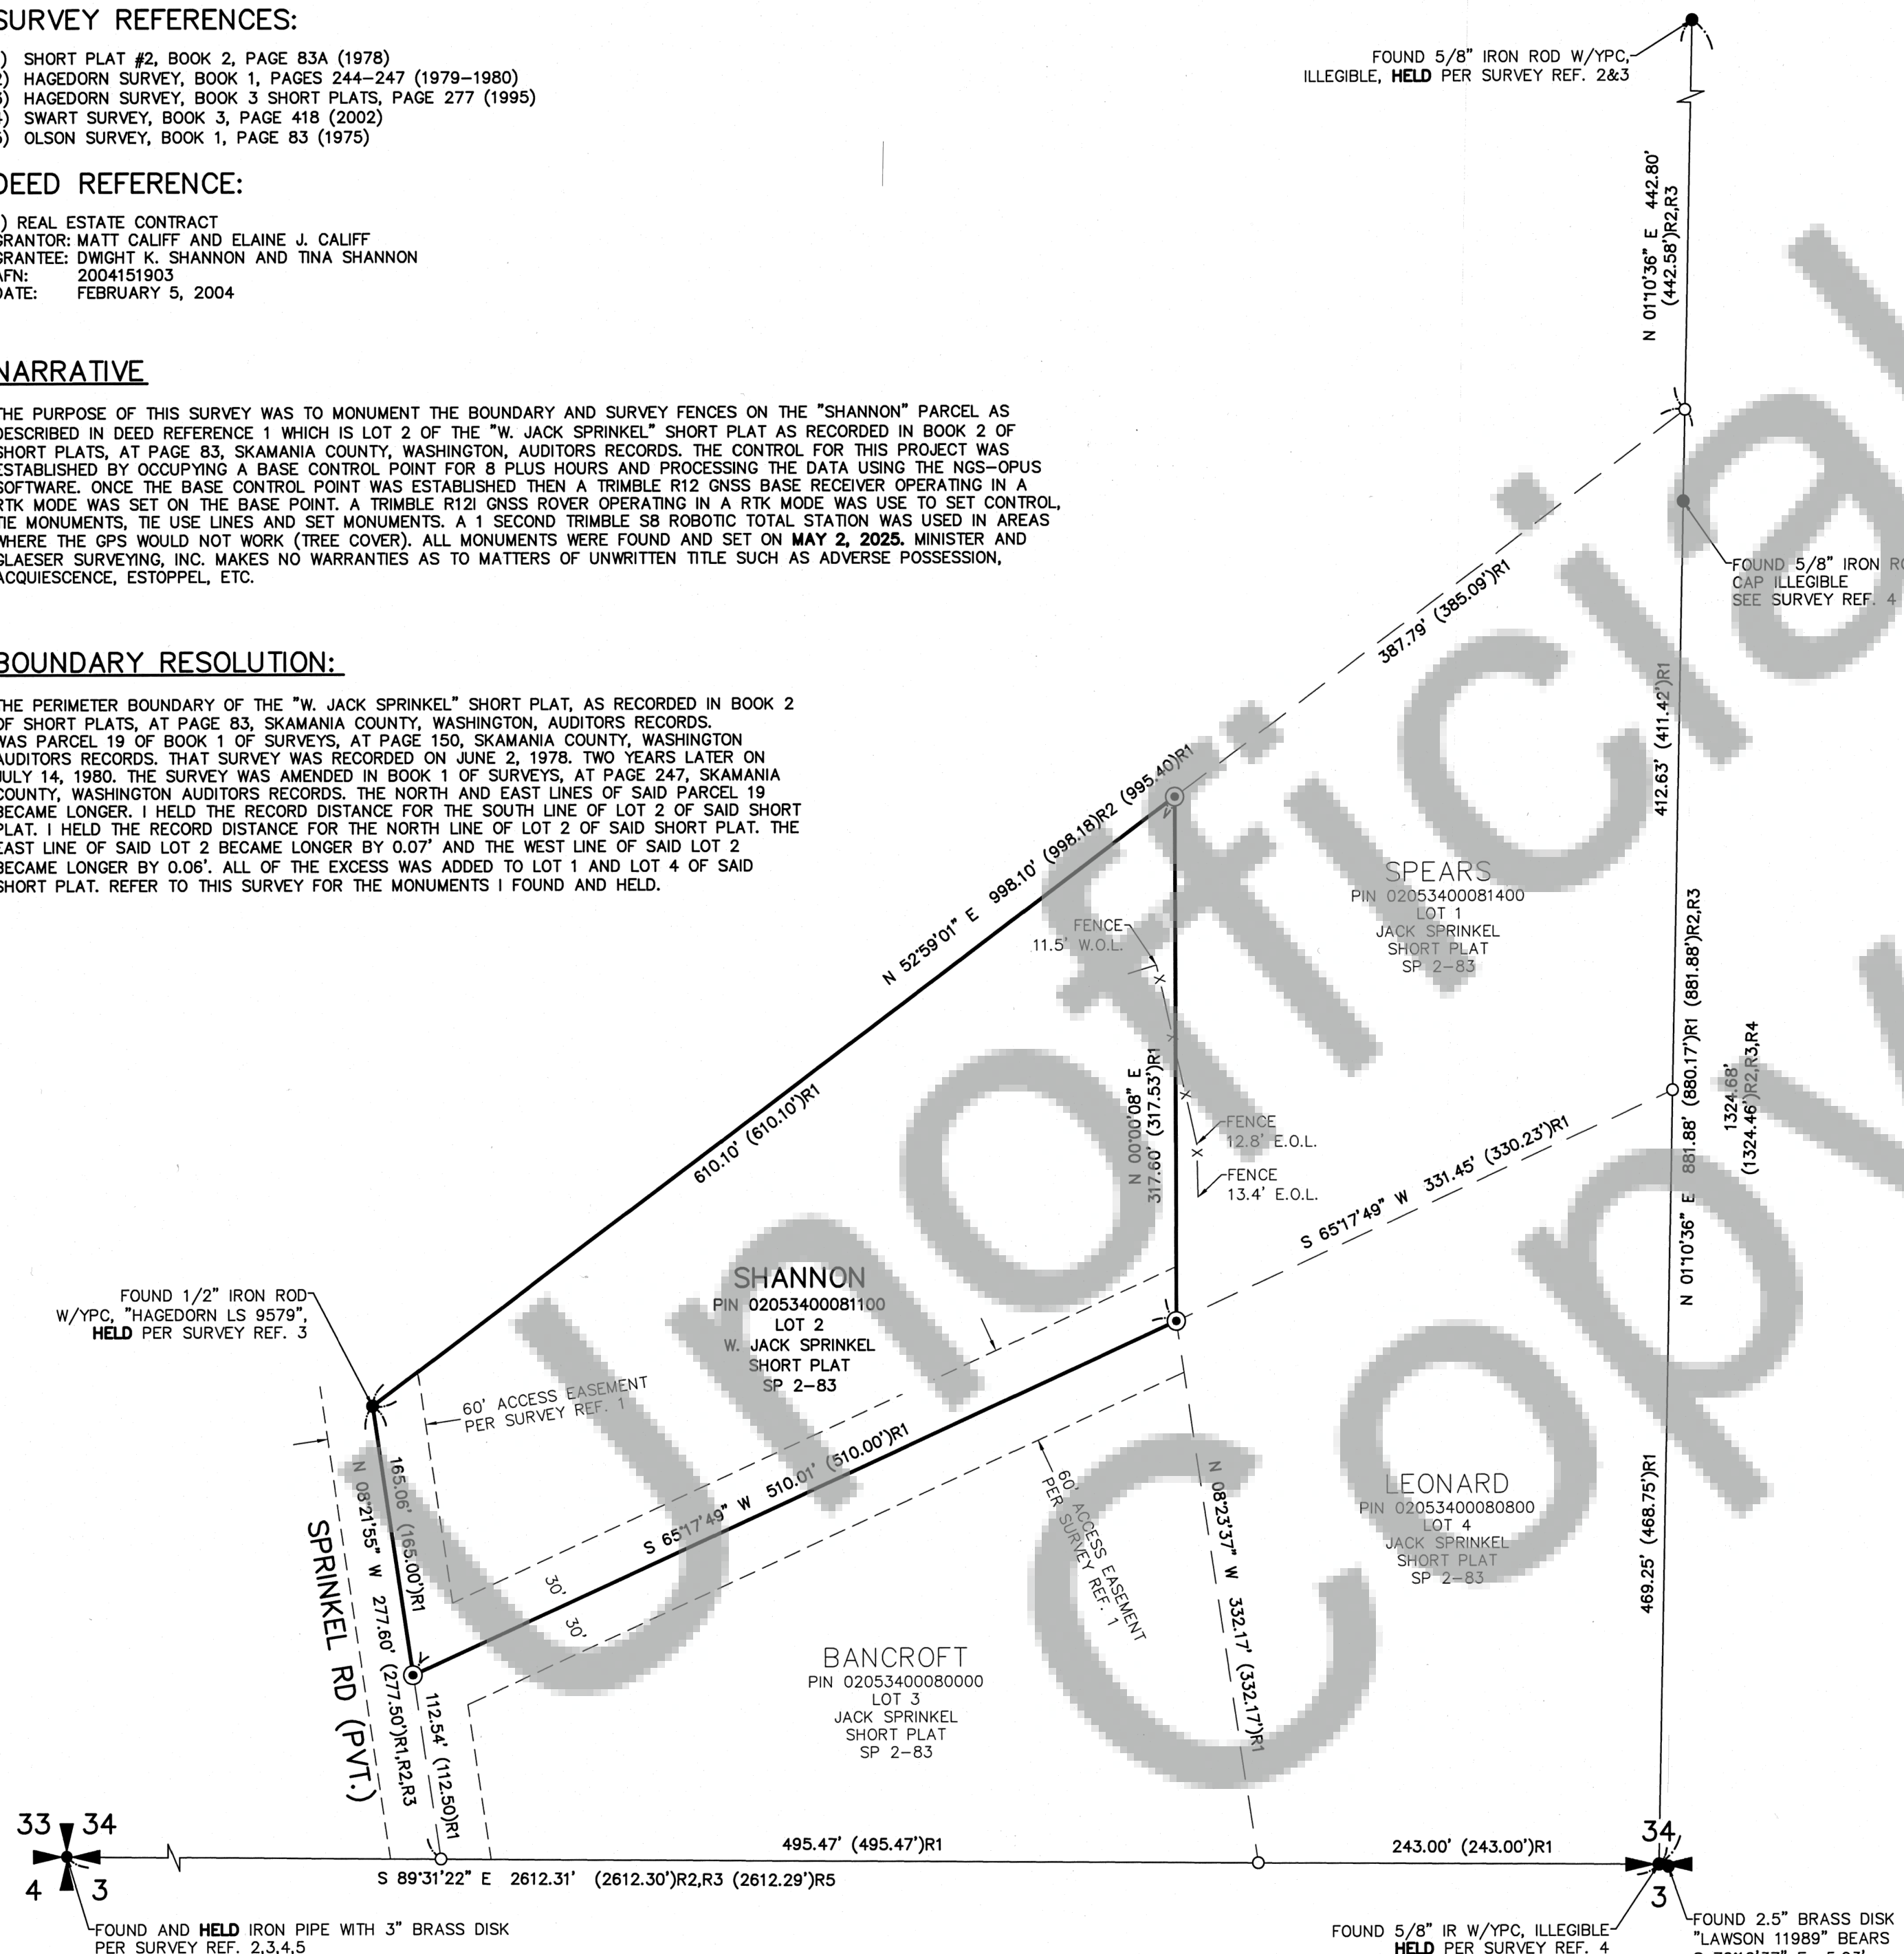 SURVEY REFERENCES:
) SHORT PLAT #2, BOOK 2, PAGE 83A (1978)
2) HAGEDORN SURVEY, BOOK 1, PAGES 244-247 (1979-1980)
3) HAGEDORN SURVEY, BOOK 3 SHORT PLATS, PAGE 277 (1995)
4) SWART SURVEY, BOOK 3, PAGE 418 (2002)
5) OLSON SURVEY, BOOK 1, PAGE 83 (1975)
DEED REFERENCE:
) REAL ESTATE CONTRACT
GRANTOR: MATT CALIFF AND ELAINE J. CALIFF
GRANTEE: DWIGHT K. SHANNON AND TINA SHANNON
AFN: 2004151903
DATE: FEBRUARY 5, 2004
NARRATIVE
THE PURPOSE OF THIS SURVEY WAS TO MONUMENT THE BOUNDARY AND SURVEY FENCES ON THE "SHANNON" PARCEL AS
DESCRIBED IN DEED REFERENCE 1 WHICH IS LOT 2 OF THE "W. JACK SPRINKEL" SHORT PLAT AS RECORDED IN BOOK 2 OF
SHORT PLATS, AT PAGE 83, SKAMANIA COUNTY, WASHINGTON, AUDITORS RECORDS. THE CONTROL FOR THIS PROJECT WAS
ESTABLISHED BY OCCUPYING A BASE CONTROL POINT FOR 8 PLUS HOURS AND PROCESSING THE DATA USING THE NGS-OPUS
SOFTWARE. ONCE THE BASE CONTROL POINT WAS ESTABLISHED THEN A TRIMBLE R12 GNSS BASE RECEIVER OPERATING IN A
RTK MODE WAS SET ON THE BASE POINT. A TRIMBLE R12I GNSS ROVER OPERATING IN A RTK MODE WAS USE TO SET CONTROL,
TIE MONUMENTS, TIE USE LINES AND SET MONUMENTS. A 1 SECOND TRIMBLE S8 ROBOTIC TOTAL STATION WAS USED IN AREAS
WHERE THE GPS WOULD NOT WORK (TREE COVER). ALL MONUMENTS WERE FOUND AND SET ON MAY 2, 2025. MINISTER AND
GLAESER SURVEYING, INC. MAKES NO WARRANTIES AS TO MATTERS OF UNWRITTEN TITLE SUCH AS ADVERSE POSSESSION,
ACQUIESCENCE, ESTOPPEL, ETC.
BOUNDARY RESOLUTION:
THE PERIMETER BOUNDARY OF THE "W. JACK SPRINKEL" SHORT PLAT, AS RECORDED IN BOOK 2
OF SHORT PLATS, AT PAGE 83, SKAMANIA COUNTY, WASHINGTON, AUDITORS RECORDS.
WAS PARCEL 19 OF BOOK 1 OF SURVEYS, AT PAGE 150, SKAMANIA COUNTY, WASHINGTON
AUDITORS RECORDS. THAT SURVEY WAS RECORDED ON JUNE 2, 1978. TWO YEARS LATER ON
JULY 14, 1980. THE SURVEY WAS AMENDED IN BOOK 1 OF SURVEYS, AT PAGE 247, SKAMANIA
COUNTY, WASHINGTON AUDITORS RECORDS. THE NORTH AND EAST LINES OF SAID PARCEL 19
BECAME LONGER. I HELD THE RECORD DISTANCE FOR THE SOUTH LINE OF LOT 2 OF SAID SHORT
PLAT. I HELD THE RECORD DISTANCE FOR THE NORTH LINE OF LOT 2 OF SAID SHORT PLAT. THE
EAST LINE OF SAID LOT 2 BECAME LONGER BY 0.07' AND THE WEST LINE OF SAID LOT 2
BECAME LONGER BY 0.06'. ALL OF THE EXCESS WAS ADDED TO LOT 1 AND LOT 4 OF SAID
SHORT PLAT. REFER TO THIS SURVEY FOR THE MONUMENTS I FOUND AND HELD.
FOUND 5/8" IRON ROD W/YPC,
ILLEGIBLE, HELD PER SURVEY REF. 2&3
N 01°10'36" E 442.80'
(442.58')R2,R3
FOUND 5/8" IRON RO
CAP ILLEGIBLE
SEE SURVEY REF. 4
387.79' (385.09')R1
412.63' (411.42')R1
N 52°59'01" E 998.10' (998.18)R2 (995.40)R1
610.10' (610.10')R1
FENCE
11.5' W.O.L.
SPEARS
PIN 02053400081400
LOT 1
JACK SPRINKEL
SHORT PLAT
SP 2-83
N 00°00'08" E
317.60' (317.53')R1
FENCE
12.8' E.O.L.
FENCE
13.4' E.O.L.
S 65°17'49" W 331.45' (330.23')R1
N 01°10'36" E 881.88' (880.17')R1 (881.88')R2,R3
1324.68'
(1324.46')R2,R3,R4
FOUND 1/2" IRON ROD
W/YPC, "HAGEDORN LS 9579",
HELD PER SURVEY REF. 3
SHANNON
PIN 02053400081100
LOT 2
W. JACK SPRINKEL
SHORT PLAT
SP 2-83
60' ACCESS EASEMENT
PER SURVEY REF. 1
S 65°17'49" W 510.01' (510.00')R1
165.06' (165.00')R1
N 08°21'55" W 277.60' (277.50')R1,R2,R3
SPRINKEL RD (PVT.)
112.54' (112.50)R1
30'
30'
60' ACCESS EASEMENT
PER SURVEY REF. 1
N 08°23'37" W 332.17' (332.17')R1
LEONARD
PIN 02053400080800
LOT 4
JACK SPRINKEL
SHORT PLAT
SP 2-83
469.25' (468.75')R1
BANCROFT
PIN 02053400080000
LOT 3
JACK SPRINKEL
SHORT PLAT
SP 2-83
33 34
4 3
495.47' (495.47')R1
243.00' (243.00')R1
S 89°31'22" E 2612.31' (2612.30')R2,R3 (2612.29')R5
34
3
FOUND AND HELD IRON PIPE WITH 3" BRASS DISK
PER SURVEY REF. 2,3,4,5
FOUND 5/8" IR W/YPC, ILLEGIBLE
HELD PER SURVEY REF. 4
FOUND 2.5" BRASS DISK
"LAWSON 11989" BEARS
Unofficial
Copy